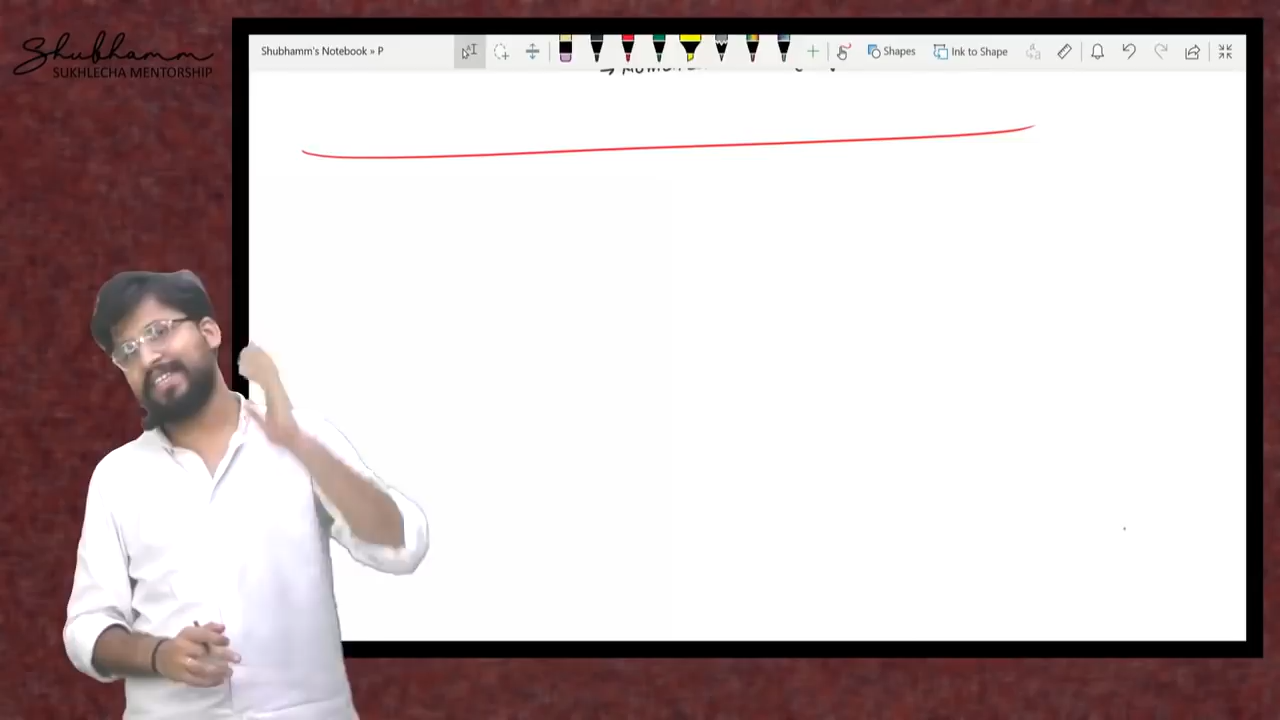 Shubhamm
SUKHLECHA MENTORSHIP
Shubhamm's Notebook » P
Shapes
Ink to Shape